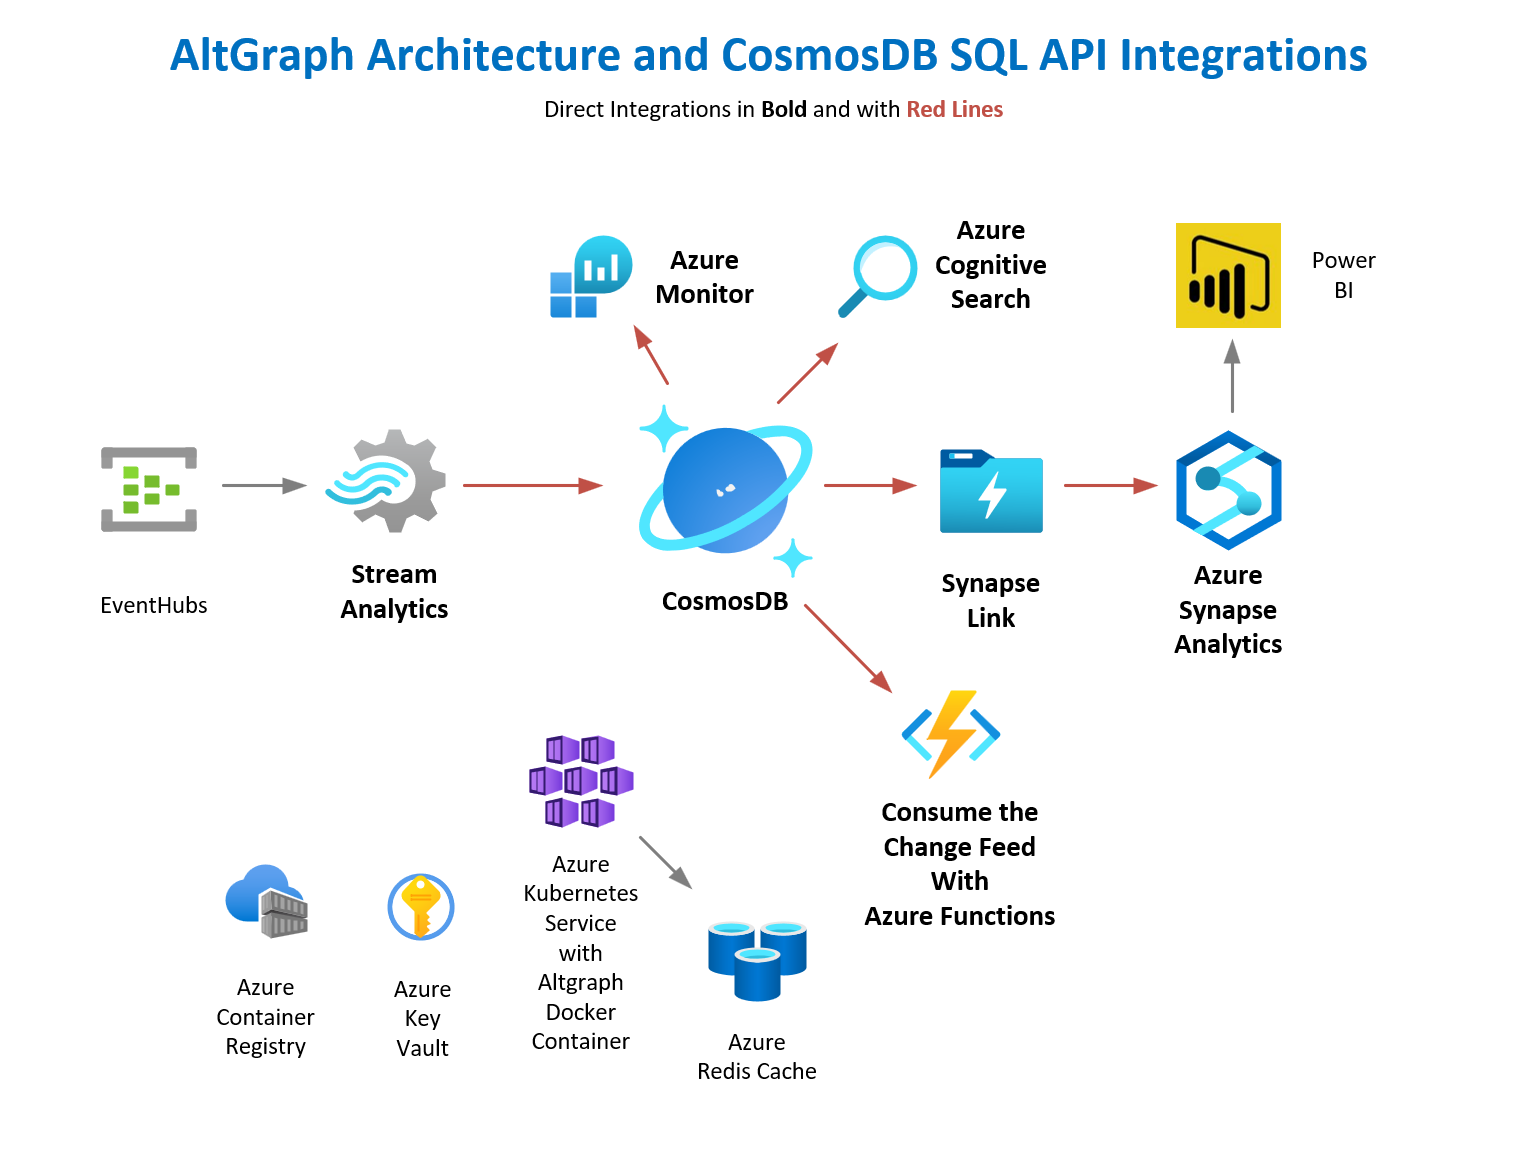 AltGraph Architecture and CosmosDB SQL API Integrations
Direct Integrations in Bold and with Red Lines
Azure
Monitor
Azure
Cognitive
Search
Power
BI
EventHubs
Stream
Analytics
CosmosDB
Synapse
Link
Azure
Synapse
Analytics
Consume the
Change Feed
With
Azure Functions
Azure
Container
Registry
Azure
Key
Vault
Azure
Kubernetes
Service
with
Altgraph
Docker
Container
Azure
Redis Cache